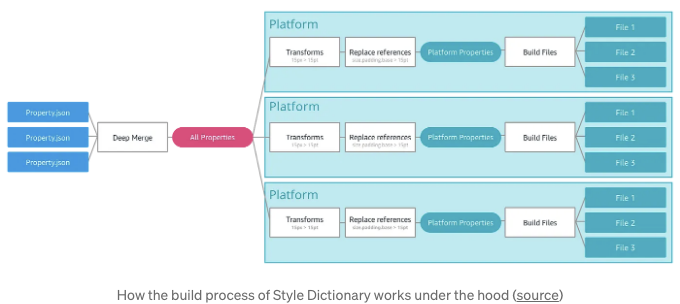 Property.json
Property.json
Property.json
Deep Merge
All Properties
Platform
Transforms
15px > 15pt
Replace references
size.padding.base > 15pt
Platform Properties
Build Files
File 1
File 2
File 3
Platform
Transforms
15px > 15pt
Replace references
size.padding.base > 15pt
Platform Properties
Build Files
File 1
File 2
File 3
Platform
Transforms
15px > 15pt
Replace references
size.padding.base > 15pt
Platform Properties
Build Files
File 1
File 2
File 3
How the build process of Style Dictionary works under the hood (source)